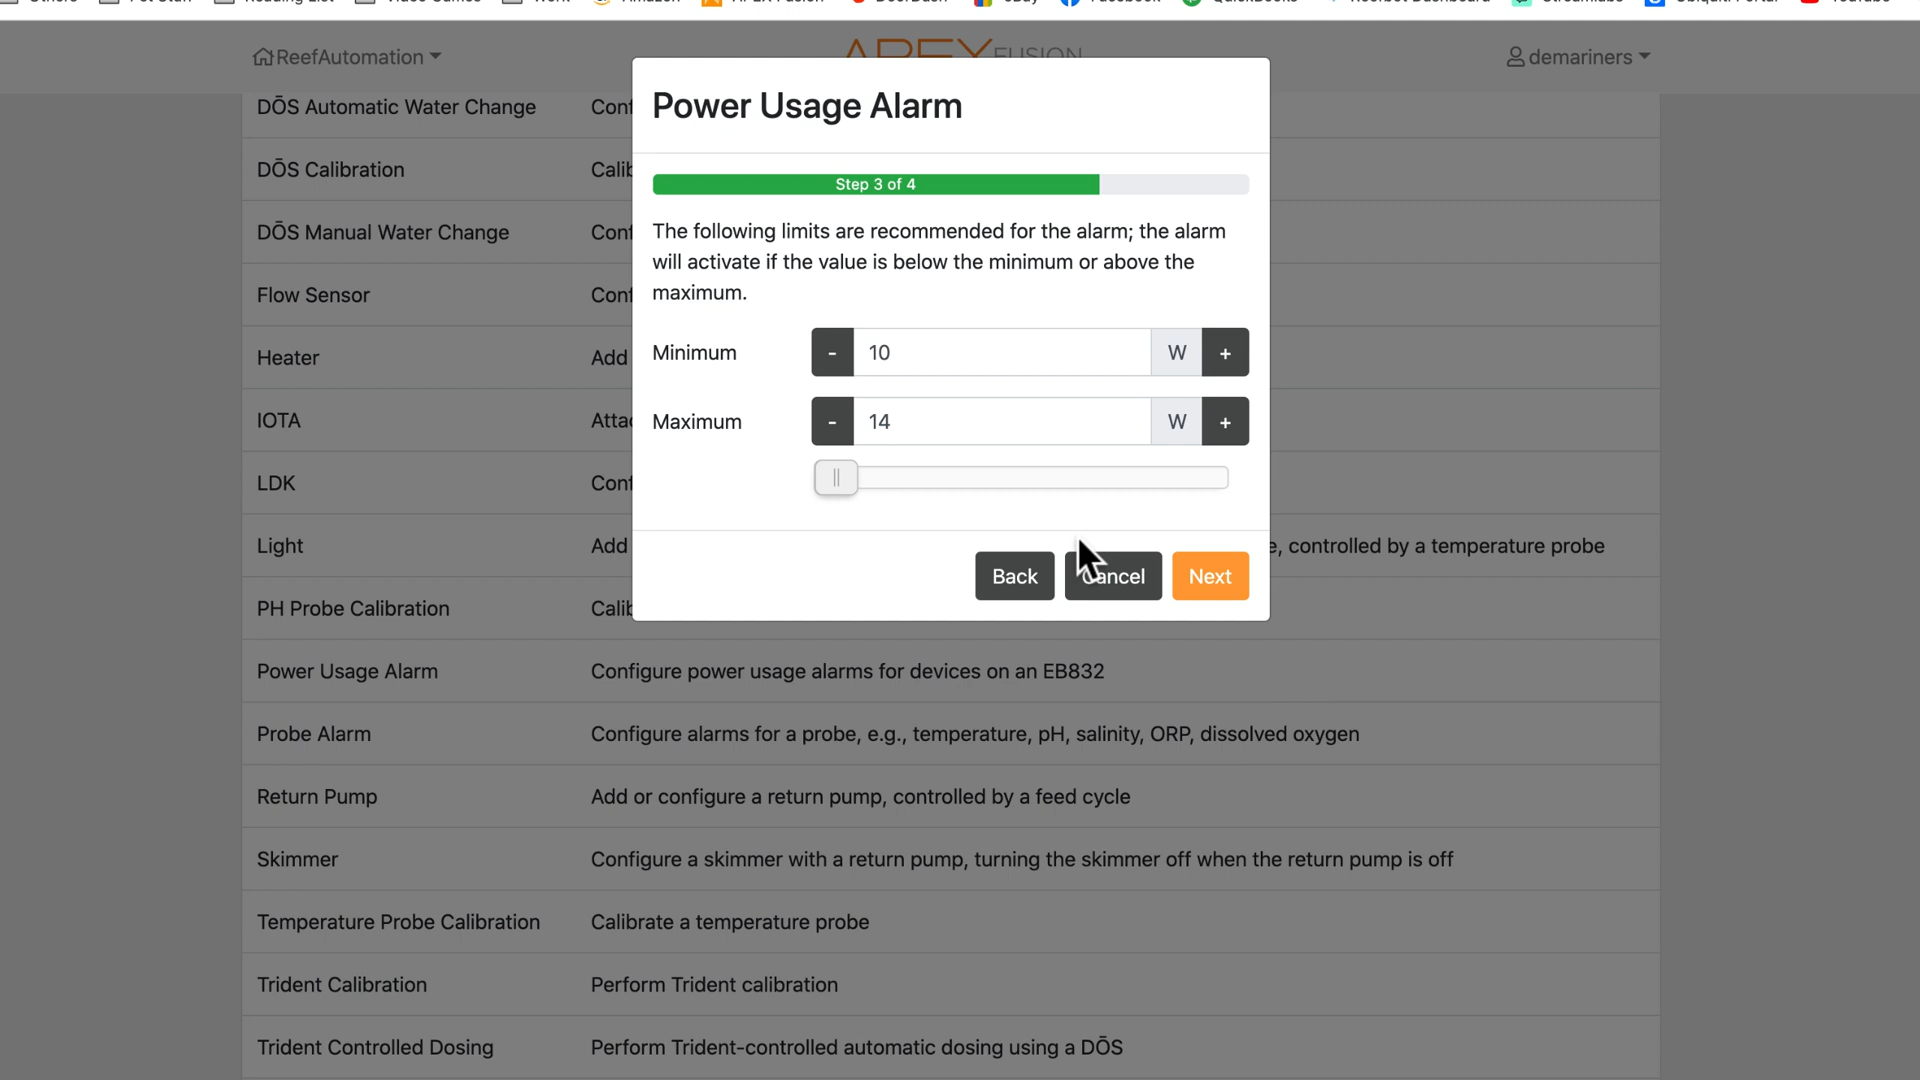 ReefAutomation
APEX FUSION
demariners
Power Usage Alarm
Step 3 of 4
The following limits are recommended for the alarm; the alarm
will activate if the value is below the minimum or above the
maximum.
Minimum - 10 W +
Maximum - 14 W +
Back Cancel Next
DŌS Automatic Water Change
DŌS Calibration
DŌS Manual Water Change
Flow Sensor
Heater Add
IOTA
LDK
Light Add e, controlled by a temperature probe
PH Probe Calibration
Power Usage Alarm Configure power usage alarms for devices on an EB832
Probe Alarm Configure alarms for a probe, e.g., temperature, pH, salinity, ORP, dissolved oxygen
Return Pump Add or configure a return pump, controlled by a feed cycle
Skimmer Configure a skimmer with a return pump, turning the skimmer off when the return pump is off
Temperature Probe Calibration Calibrate a temperature probe
Trident Calibration Perform Trident calibration
Trident Controlled Dosing Perform Trident-controlled automatic dosing using a DŌS